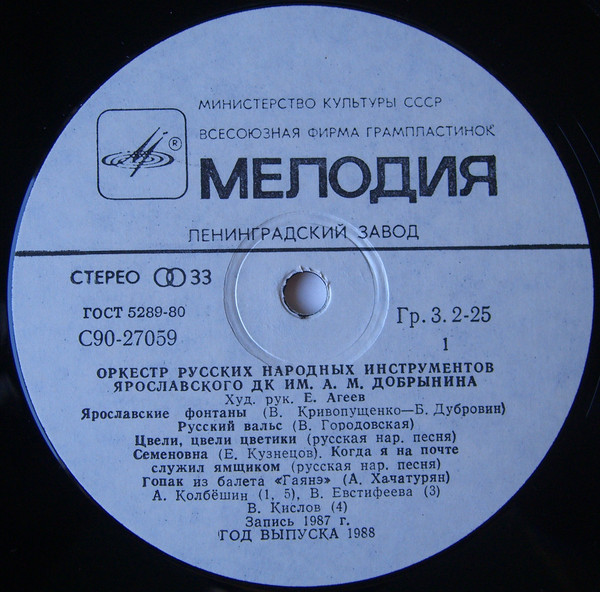 МИНИСТЕРСТВО КУЛЬТУРЫ СССР
ВСЕСОЮЗНАЯ ФИРМА ГРАМПЛАСТИНОК
®
МЕЛОДИЯ
ЛЕНИНГРАДСКИЙ ЗАВОД
СТЕРЕО 33
ГОСТ 5289-80
Гр. 3. 2-25
С90-27059
1
ОРКЕСТР РУССКИХ НАРОДНЫХ ИНСТРУМЕНТОВ
ЯРОСЛАВСКОГО ДК ИМ. А. М. ДОБРЫНИНА
Худ. рук. Е. Агеев
Ярославские фонтаны (В. Кривопущенко—Б. Дубровин)
Русский вальс (В. Городовская)
Цвели, цвели цветики (русская нар. песня)
Семеновна (Е. Кузнецов). Когда я на почте
служил ямщиком (русская нар. песня)
Гопак из балета «Гаянэ» (А. Хачатурян)
А. Колбёшин (1, 5), В. Евстифеева (3)
В. Кислов (4)
Запись 1987 г.
ГОД ВЫПУСКА 1988